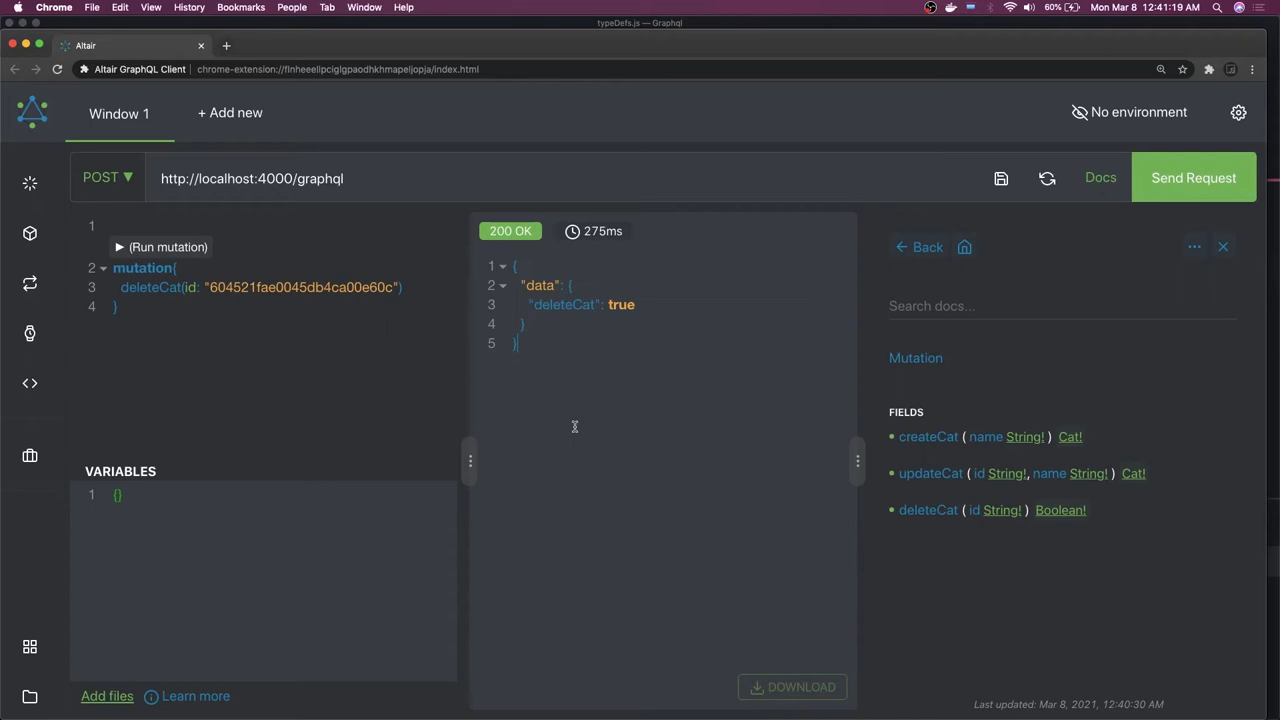 Chrome File Edit View History Bookmarks People Tab Window Help 60% Mon Mar 8 12:41:19 AM
typeDefs.js — Graphql
Altair
Altair GraphQL Client chrome-extension://flnheeellpciglgpaodhkhmapeljopja/index.html
Window 1 + Add new No environment
POST ▼ http://localhost:4000/graphql Docs Send Request
1
(Run mutation)
2 mutation{
3 deleteCat(id: "604521fae0045db4ca00e60c")
4 }
VARIABLES
1 {}
Add files Learn more
200 OK 275ms
1 {
2 "data": {
3 "deleteCat": true
4 }
5 }
DOWNLOAD
Back
Search docs...
Mutation
FIELDS
createCat ( name String! ) Cat!
updateCat ( id String!, name String! ) Cat!
deleteCat ( id String! ) Boolean!
Last updated: Mar 8, 2021, 12:40:30 AM